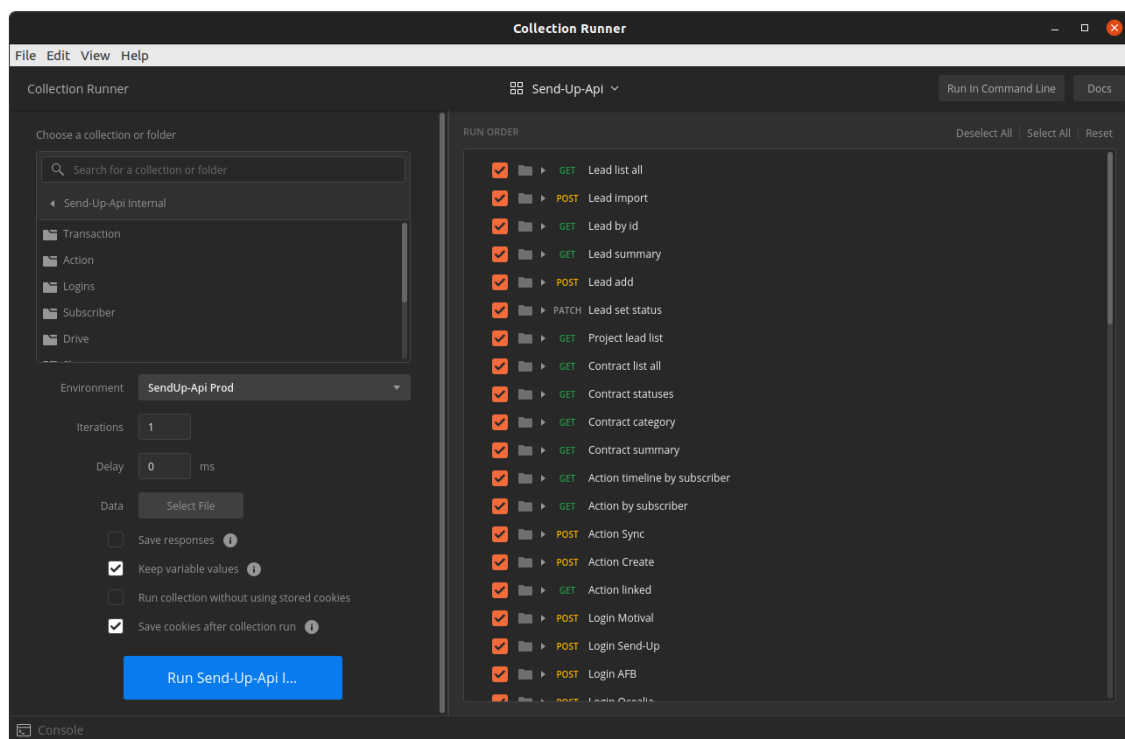 Collection Runner
File Edit View Help
Collection Runner
Send-Up-Api
Run In Command Line
Docs
Choose a collection or folder
Search for a collection or folder
Send-Up-Api Internal
Transaction
Action
Logins
Subscriber
Drive
Environment SendUp-Api Prod
Iterations 1
Delay 0 ms
Data Select File
Save responses
Keep variable values
Run collection without using stored cookies
Save cookies after collection run
Run Send-Up-Api I...
RUN ORDER
Deselect All Select All Reset
GET Lead list all
POST Lead import
GET Lead by id
GET Lead summary
POST Lead add
PATCH Lead set status
GET Project lead list
GET Contract list all
GET Contract statuses
GET Contract category
GET Contract summary
GET Action timeline by subscriber
GET Action by subscriber
POST Action Sync
POST Action Create
GET Action linked
POST Login Motival
POST Login Send-Up
POST Login AFB
POST Login
Console